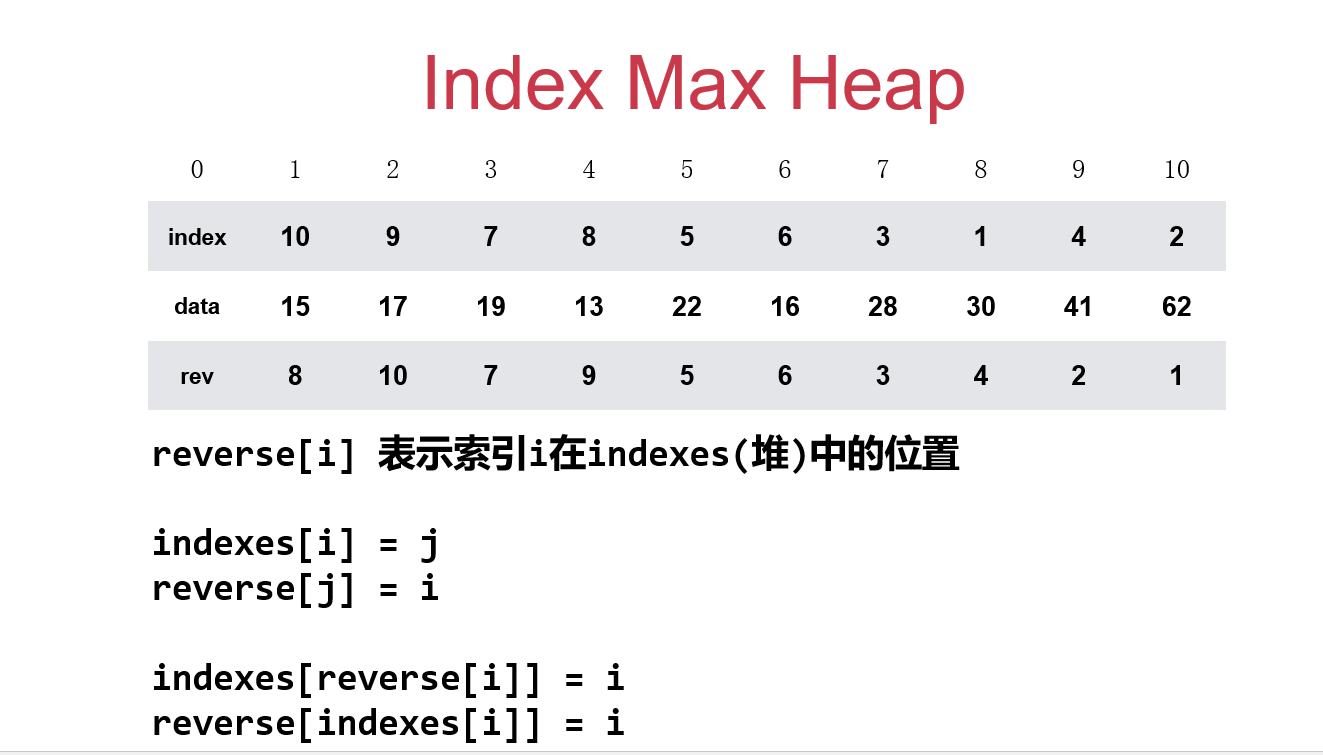 Index Max Heap
0 1 2 3 4 5 6 7 8 9 10
index 10 9 7 8 5 6 3 1 4 2
data 15 17 19 13 22 16 28 30 41 62
rev 8 10 7 9 5 6 3 4 2 1
reverse[i] 表示索引i在indexes(堆)中的位置
indexes[i] = j
reverse[j] = i
indexes[reverse[i]] = i
reverse[indexes[i]] = i